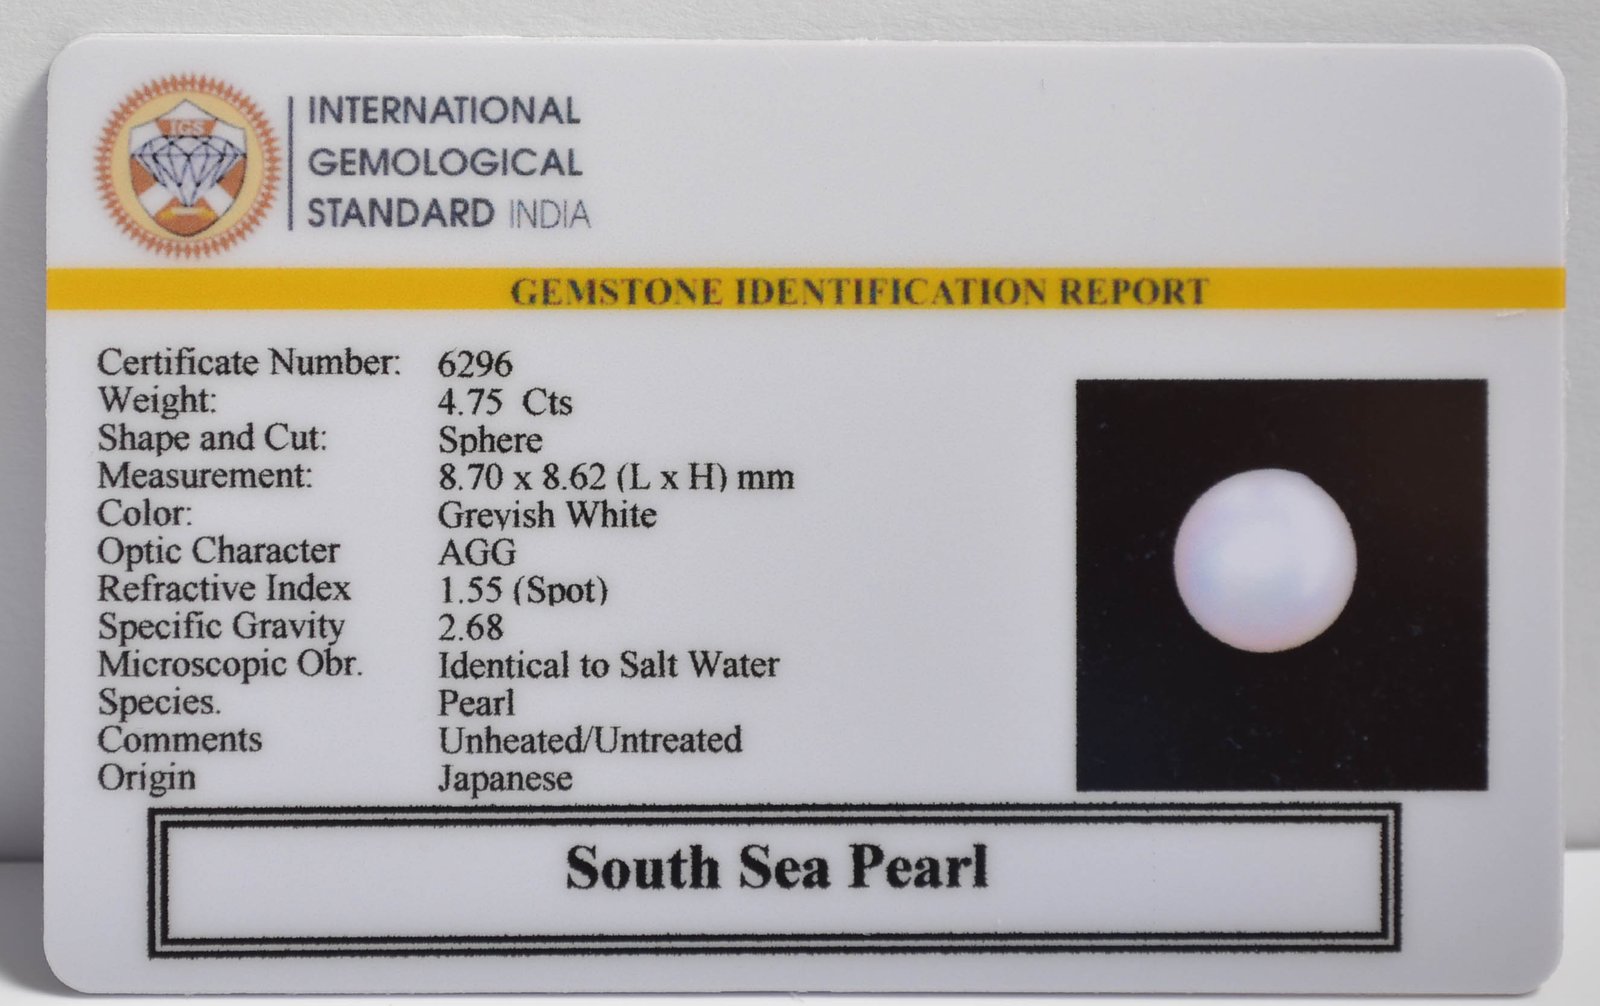 IGS
INTERNATIONAL
GEMOLOGICAL
STANDARD INDIA
GEMSTONE IDENTIFICATION REPORT
Certificate Number: 6296
Weight: 4.75 Cts
Shape and Cut: Sphere
Measurement: 8.70 x 8.62 (L x H) mm
Color: Greyish White
Optic Character AGG
Refractive Index 1.55 (Spot)
Specific Gravity 2.68
Microscopic Obr. Identical to Salt Water
Species. Pearl
Comments Unheated/Untreated
Origin Japanese
South Sea Pearl